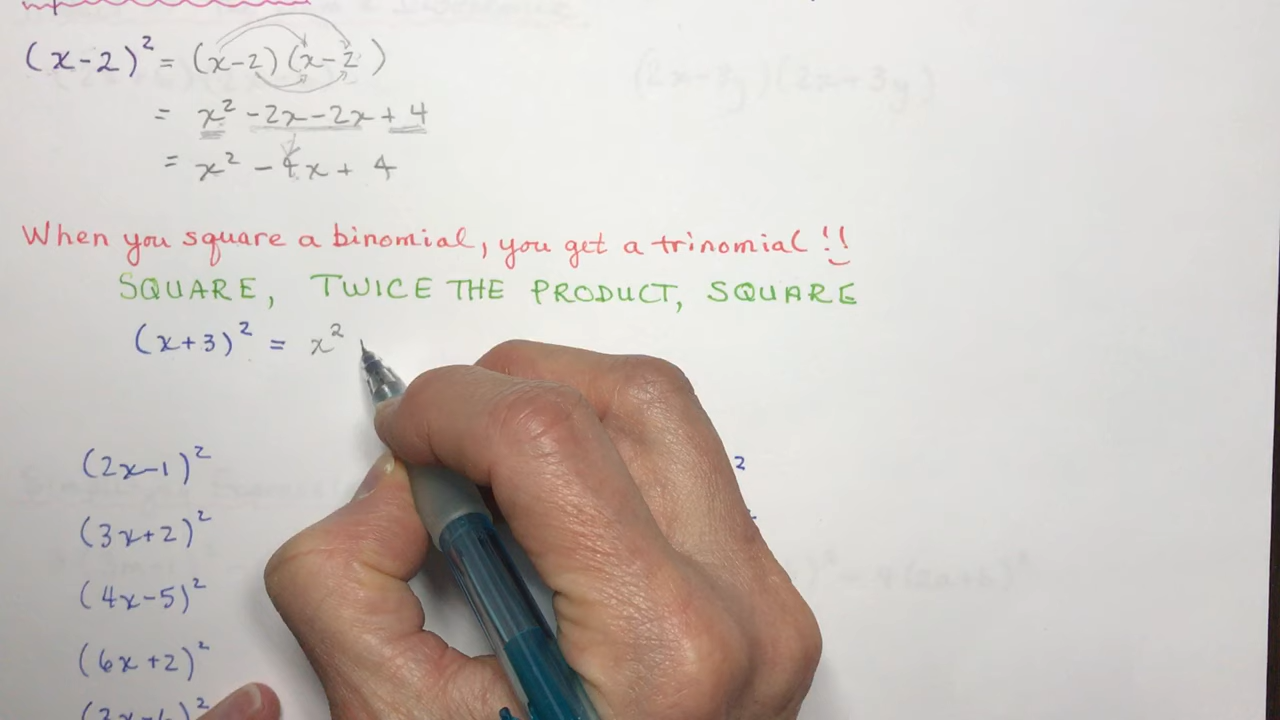 (x-2)² = (x-2)(x-2)
= x² -2x-2x+4
= x² - 4x + 4
When you square a binomial, you get a trinomial!!
SQUARE, TWICE THE PRODUCT, SQUARE
(x+3)² = x²
(2x-1)² 2
(3x+2)²
(4x-5)²
(6x+2)²